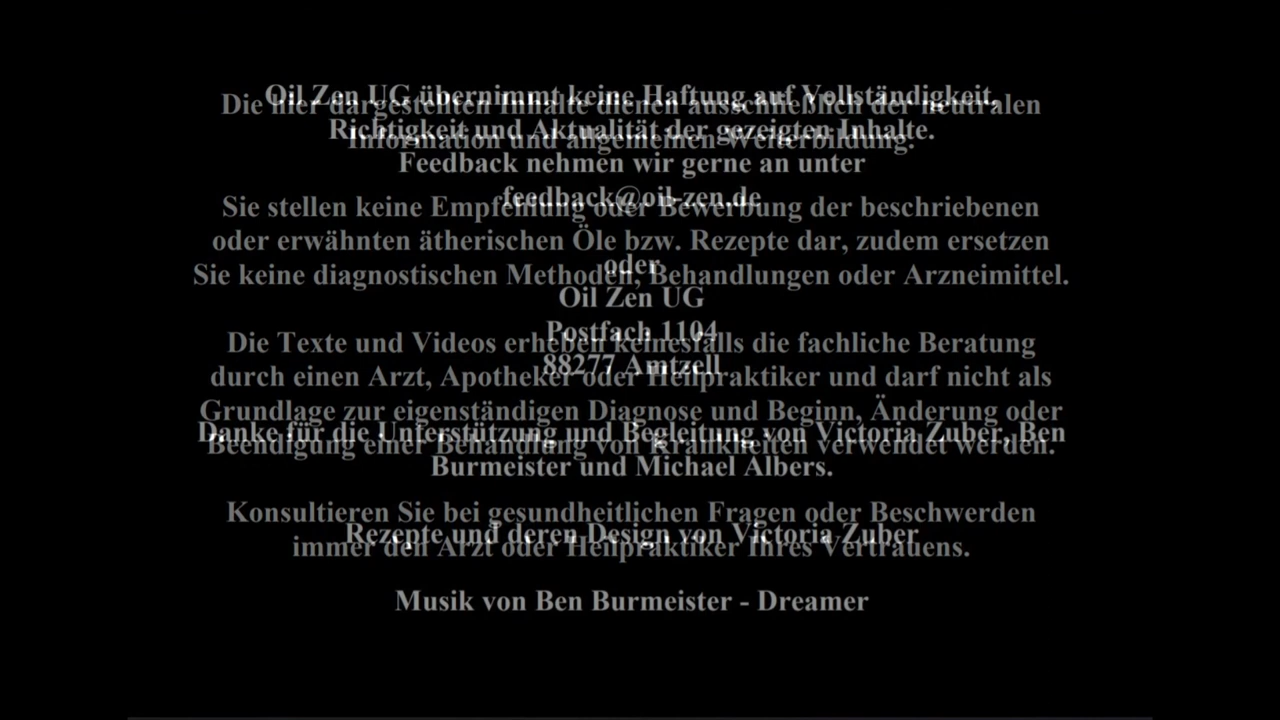 Oil Zen UG übernimmt keine Haftung auf Vollständigkeit,
Die hier dargestellten Inhalte dienen ausschließlich der neutralen
Richtigkeit und Aktualität der gezeigten Inhalte.
Information und allgemeinen Weiterbildung.
Feedback nehmen wir gerne an unter
feedback@oil-zen.de
Sie stellen keine Empfehlung oder Bewerbung der beschriebenen
oder erwähnten ätherischen Öle bzw. Rezepte dar, zudem ersetzen
oder
Sie keine diagnostischen Methoden, Behandlungen oder Arzneimittel.
Oil Zen UG
Postfach 1104
Die Texte und Videos erheben keinesfalls die fachliche Beratung
88277 Amtzell
durch einen Arzt, Apotheker oder Heilpraktiker und darf nicht als
Grundlage zur eigenständigen Diagnose und Beginn, Änderung oder
Danke für die Unterstützung und Begleitung von Victoria Zuber, Ben
Beendigung einer Behandlung von Krankheiten verwendet werden.
Burmeister und Michael Albers.
Konsultieren Sie bei gesundheitlichen Fragen oder Beschwerden
Rezepte und deren Design von Victoria Zuber
immer den Arzt oder Heilpraktiker Ihres Vertrauens.
Musik von Ben Burmeister - Dreamer